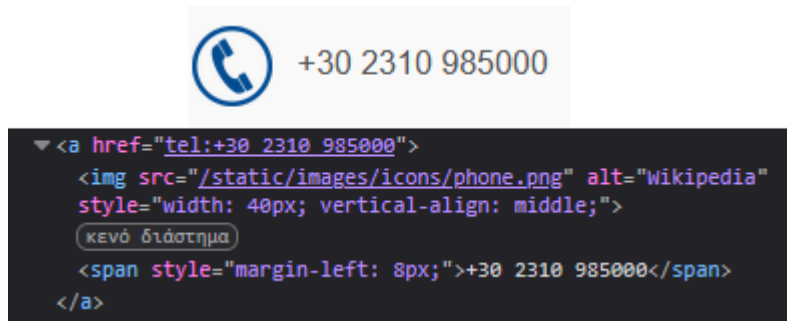 +30 2310 985000
<a href="tel:+30 2310 985000">
<img src="/static/images/icons/phone.png" alt="Wikipedia"
style="width: 40px; vertical-align: middle;">
κενό διάστημα
<span style="margin-left: 8px;">+30 2310 985000</span>
</a>